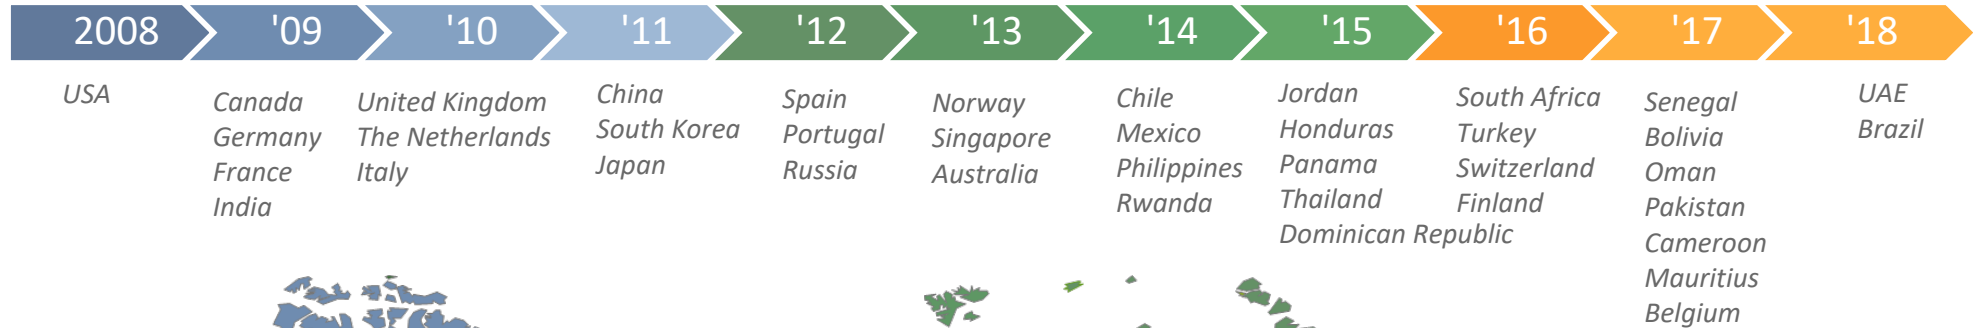 2008 '09 '10 '11 '12 '13 '14 '15 '16 '17 '18
USA
Canada
Germany
France
India
United Kingdom
The Netherlands
Italy
China
South Korea
Japan
Spain
Portugal
Russia
Norway
Singapore
Australia
Chile
Mexico
Philippines
Rwanda
Jordan
Honduras
Panama
Thailand
Dominican Republic
South Africa
Turkey
Switzerland
Finland
Senegal
Bolivia
Oman
Pakistan
Cameroon
Mauritius
Belgium
UAE
Brazil